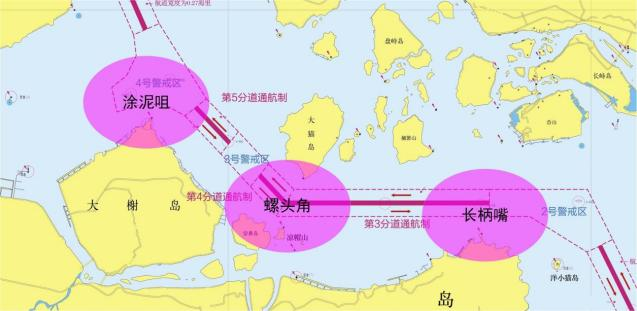 航道宽度为0.27海里
盘峙岛
长峙岛
4号警戒区
第5分道通航制
涂泥咀
大猫岛
岙山
3号警戒区
大榭岛
第4分道通航制
螺头角
长柄嘴
2号警戒区
第3分道通航制
凉帽山
洋小猫岛
岛